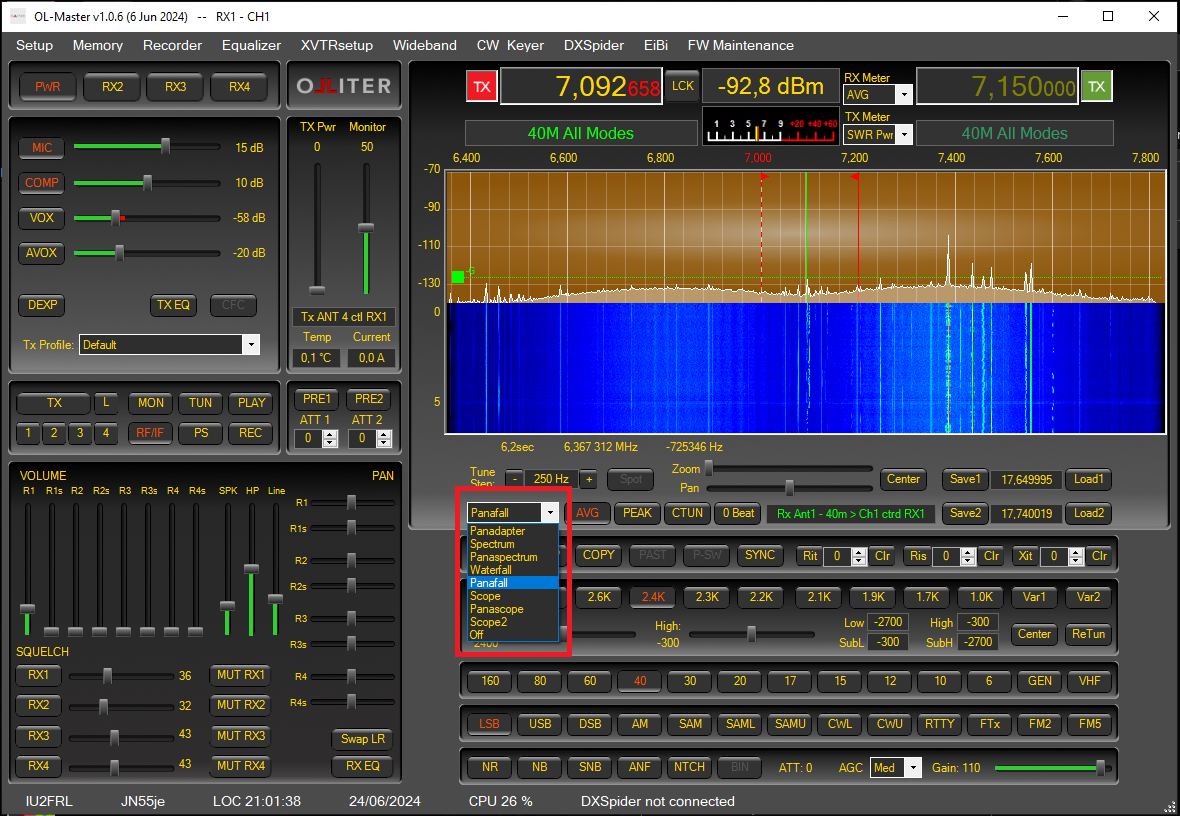 OL-Master v1.0.6 (6 Jun 2024) -- RX1 - CH1
Setup Memory Recorder Equalizer XVTRsetup Wideband CW Keyer DXSpider EiBi FW Maintenance
PWR RX2 RX3 RX4
OLLITER
TX 7,092658 LCK -92,8 dBm RX Meter AVG 7,150000 TX
40M All Modes 1 3 5 7 9 +20 +40 +60 TX Meter SWR Pwr 40M All Modes
MIC 15 dB
COMP 10 dB
VOX -58 dB
AVOX -20 dB
DEXP TX EQ CFC
Tx Profile: Default
TX Pwr Monitor
0 50
Tx ANT 4 ctl RX1
Temp Current
0,1 °C 0,0 A
6,400 6,600 6,800 7,000 7,200 7,400 7,600 7,800
-70
-90
-110
-G
-130
0
5
6,2sec 6,367 312 MHz -725346 Hz
TX L MON TUN PLAY
1 2 3 4 RF/IF PS REC
PRE1 PRE2
ATT 1 ATT 2
0 0
Tune Step: - 250 Hz + Spot Zoom Pan Center Save1 17,649995 Load1
Panafall AVG PEAK CTUN 0 Beat Rx Ant1 - 40m > Ch1 ctrd RX1 Save2 17,740019 Load2
Panadapter
Spectrum
Panaspectrum
Waterfall
Panafall
Scope
Panascope
Scope2
Off
COPY PAST P-SW SYNC Rit 0 Clr Ris 0 Clr Xit 0 Clr
2.6K 2.4K 2.3K 2.2K 2.1K 1.9K 1.7K 1.0K Var1 Var2
2400 High: -300 Low -2700 High -300 Center ReTun
SubL -300 SubH -2700
160 80 60 40 30 20 17 15 12 10 6 GEN VHF
LSB USB DSB AM SAM SAML SAMU CWL CWU RTTY FTx FM2 FM5
NR NB SNB ANF NTCH BIN ATT: 0 AGC Med Gain: 110
VOLUME PAN
R1 R1s R2 R2s R3 R3s R4 R4s SPK HP Line
R1
R1s
R2
R2s
R3
R3s
R4
R4s
SQUELCH
RX1 36 MUT RX1
RX2 32 MUT RX2
RX3 43 MUT RX3
RX4 43 MUT RX4
Swap LR
RX EQ
IU2FRL JN55je LOC 21:01:38 24/06/2024 CPU 26 % DXSpider not connected